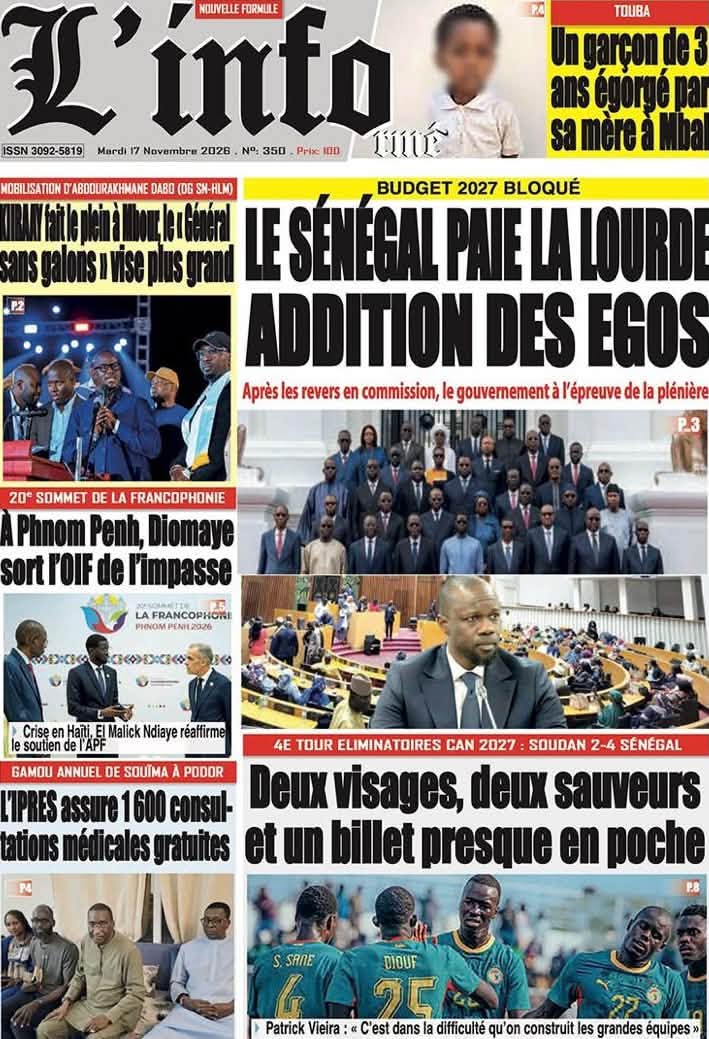 NOUVELLE FORMULE
L'info
rmé
ISSN 3092-5819
Mardi 17 Novembre 2026 . N°: 350 . Prix: 100
P.4
TOUBA
Un garçon de 3
ans égorgé par
sa mère à Mbal
MOBILISATION D'ABDOURAKHMANE DABO (DG SN-HLM)
fait le plein à Mbour, le « Général
sans galons » vise plus grand
P.2
BUDGET 2027 BLOQUÉ
LE SÉNÉGAL PAIE LA LOURDE
ADDITION DES EGOS
Après les revers en commission, le gouvernement à l'épreuve de la plénière
P.3
20e SOMMET DE LA FRANCOPHONIE
À Phnom Penh, Diomaye
sort l'OIF de l'impasse
20e SOMMET DE
LA FRANCOPHONIE
PHNOM PENH 2026
P.5
Crise en Haïti, El Malick Ndiaye réaffirme
le soutien de l'APF
GAMOU ANNUEL DE SOUÏMA À PODOR
L'IPRES assure 1 600 consul-
tations médicales gratuites
P4
4E TOUR ELIMINATOIRES CAN 2027 : SOUDAN 2-4 SÉNÉGAL
Deux visages, deux sauveurs
et un billet presque en poche
P.8
S. SANE
4
DIOUF
25
22
Patrick Vieira : « C'est dans la difficulté qu'on construit les grandes équipes »